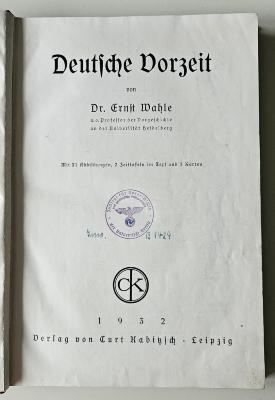 Deutsche Vorzeit
von
Dr. Ernst Wahle
a.o. Professor der Vorgeschichte
an der Universität Heidelberg
Mit 51 Abbildungen, 2 Zeittafeln im Text und 3 Karten
CK
1932
Verlag von Curt Kabitzsch · Leipzig